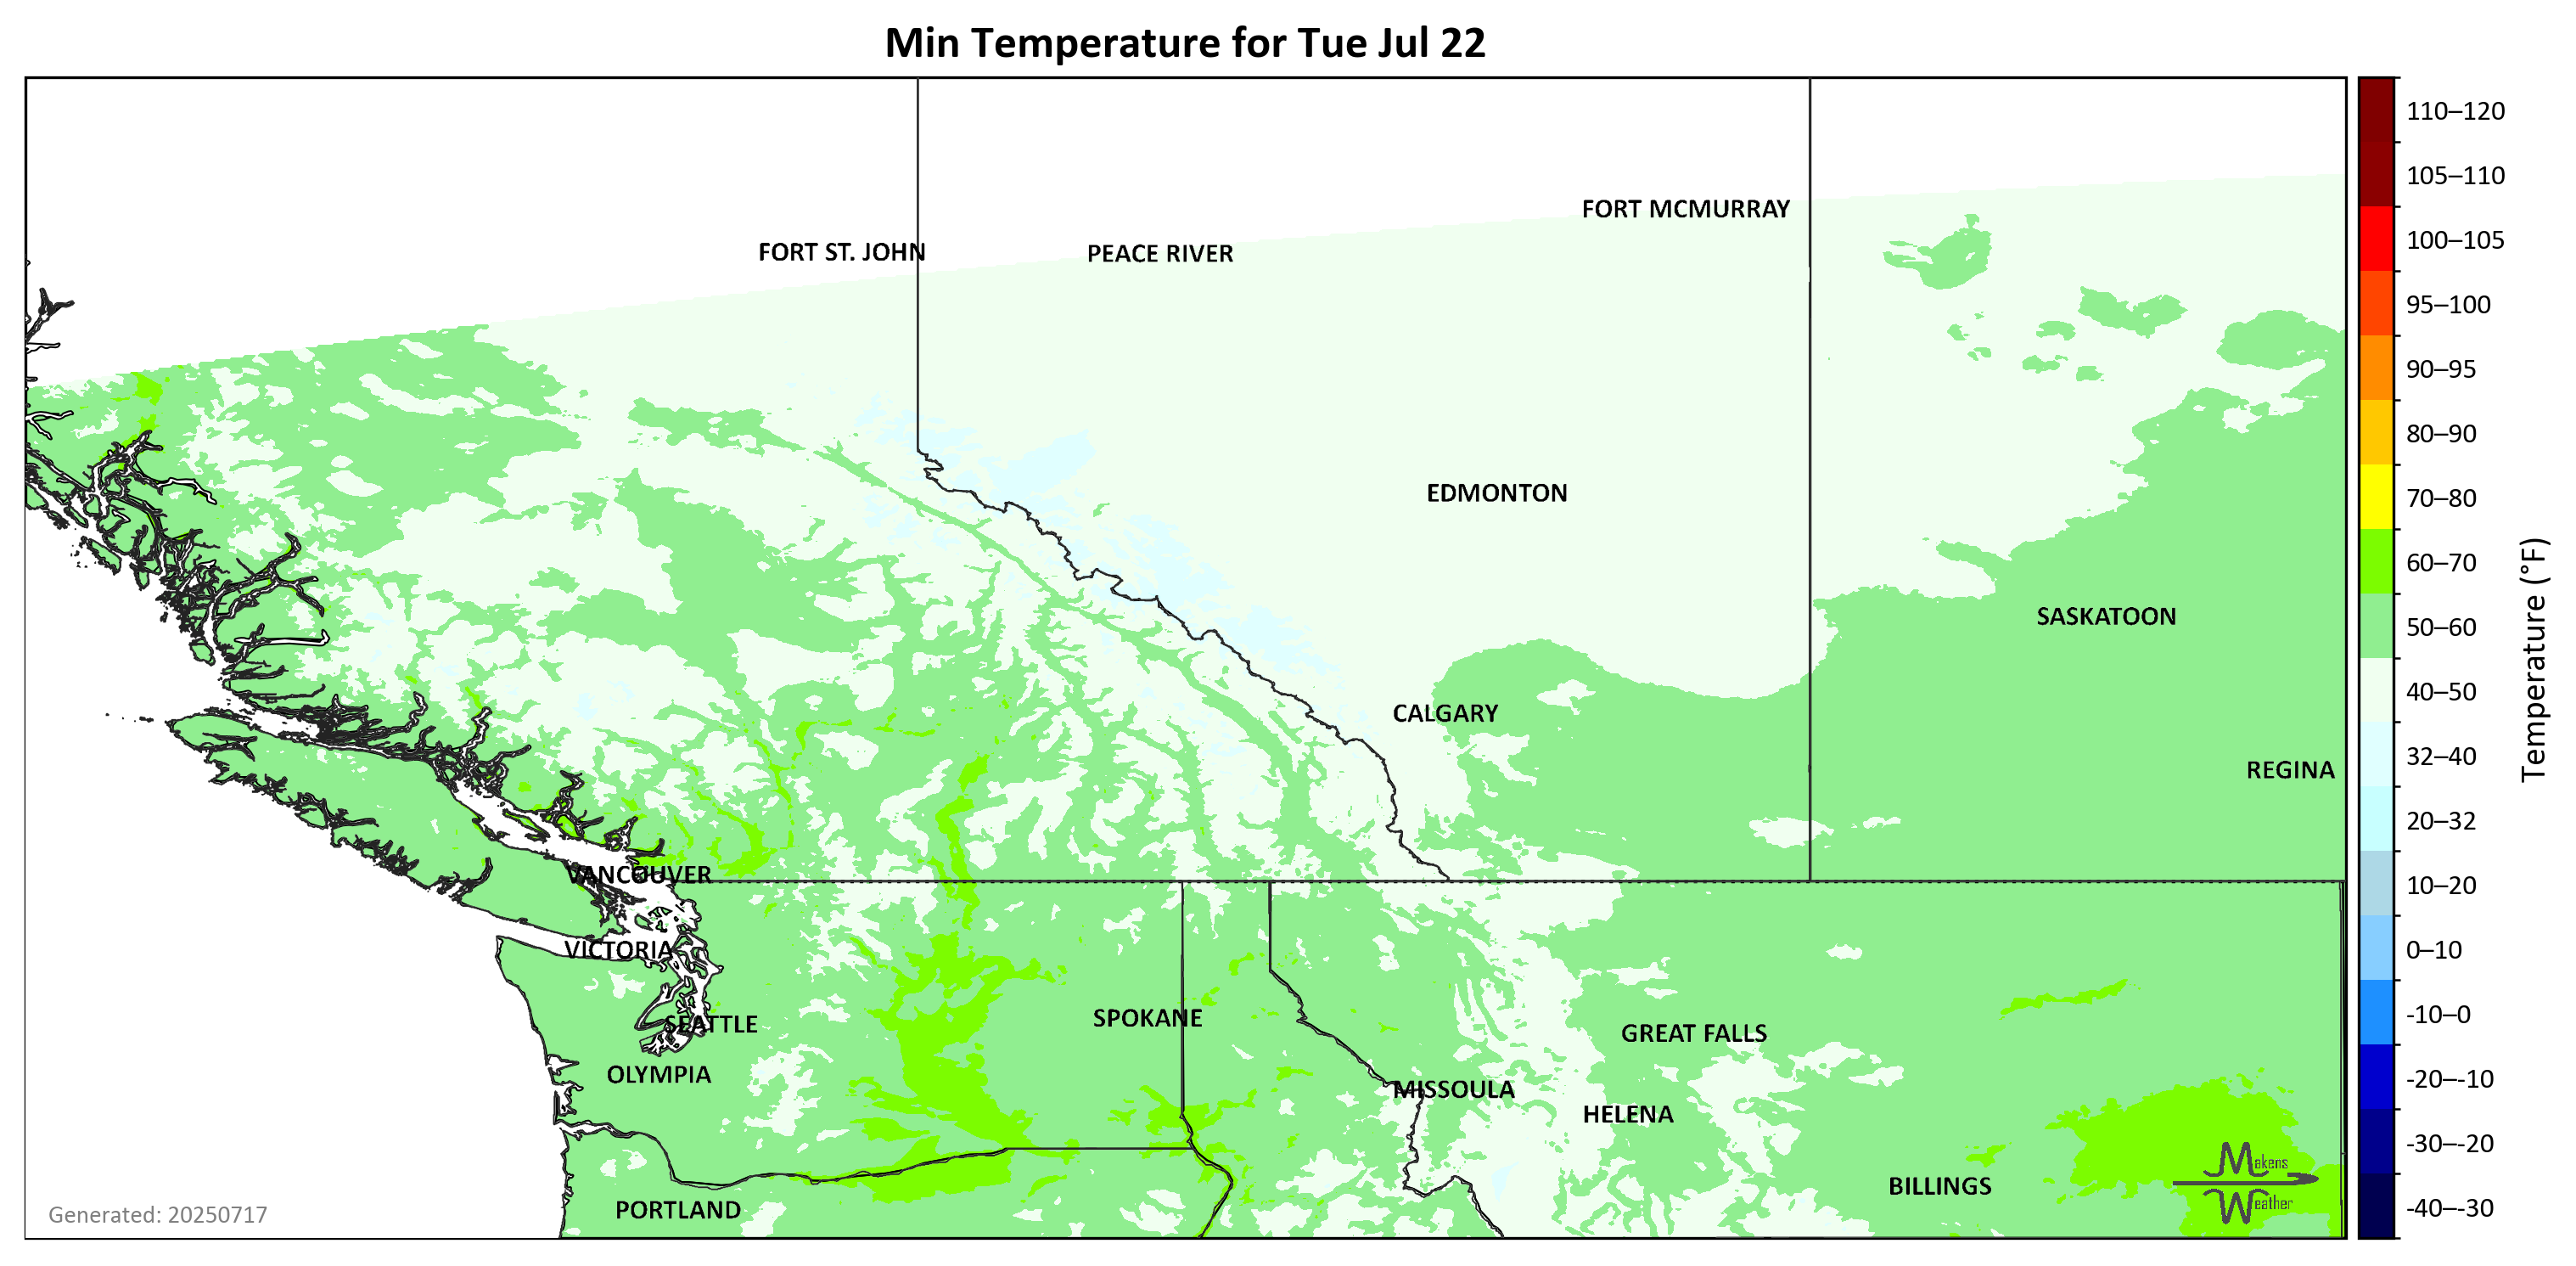 Min Temperature for Tue Jul 22
FORT MCMURRAY
FORT ST. JOHN
PEACE RIVER
EDMONTON
SASKATOON
CALGARY
REGINA
VANCOUVER
VICTORIA
SEATTLE
SPOKANE
GREAT FALLS
OLYMPIA
MISSOULA
HELENA
BILLINGS
PORTLAND
Makens
Weather
Generated: 20250717
110–120
105–110
100–105
95–100
90–95
80–90
70–80
60–70
50–60
40–50
32–40
20–32
10–20
0–10
-10–0
-20–-10
-30–-20
-40–-30
Temperature (°F)